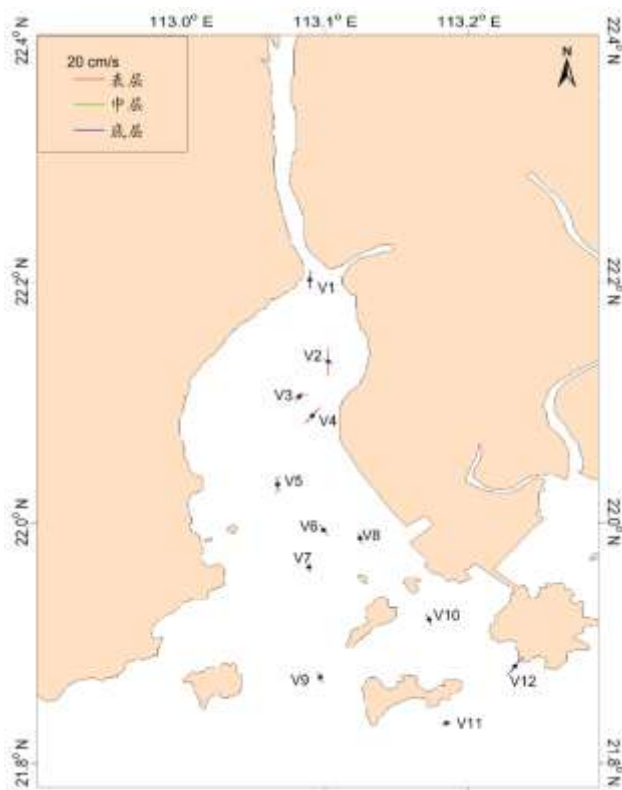 113.0° E 113.1° E 113.2° E
22.4° N 22.4° N
20 cm/s
表层
中层
底层
N
22.2° N 22.2° N
V1
V2
V3
V4
V5
V6
V8
22.0° N 22.0° N
V7
V10
V9
V12
V11
21.8° N 21.8° N